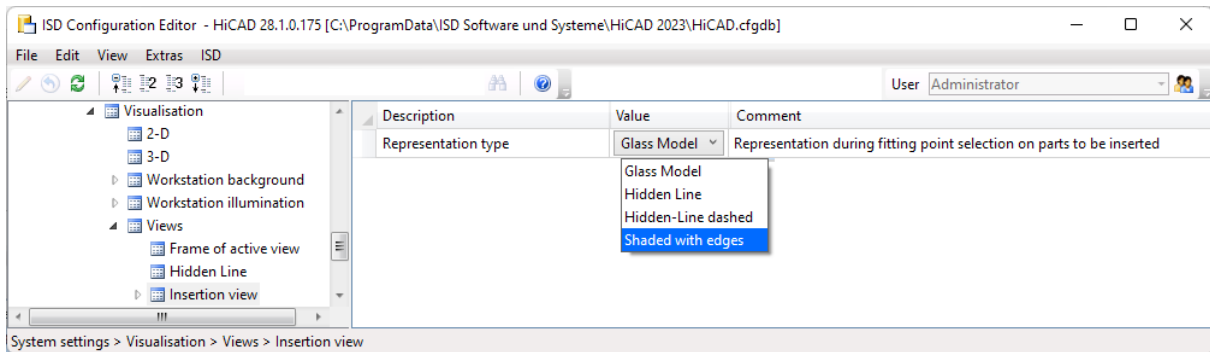 ISD Configuration Editor - HiCAD 28.1.0.175 [C:\ProgramData\ISD Software und Systeme\HiCAD 2023\HiCAD.cfgdb]
File Edit View Extras ISD
2 3 User Administrator
Visualisation
2-D
3-D
Workstation background
Workstation illumination
Views
Frame of active view
Hidden Line
Insertion view
Description Value Comment
Representation type Glass Model Representation during fitting point selection on parts to be inserted
Glass Model
Hidden Line
Hidden-Line dashed
Shaded with edges
System settings > Visualisation > Views > Insertion view